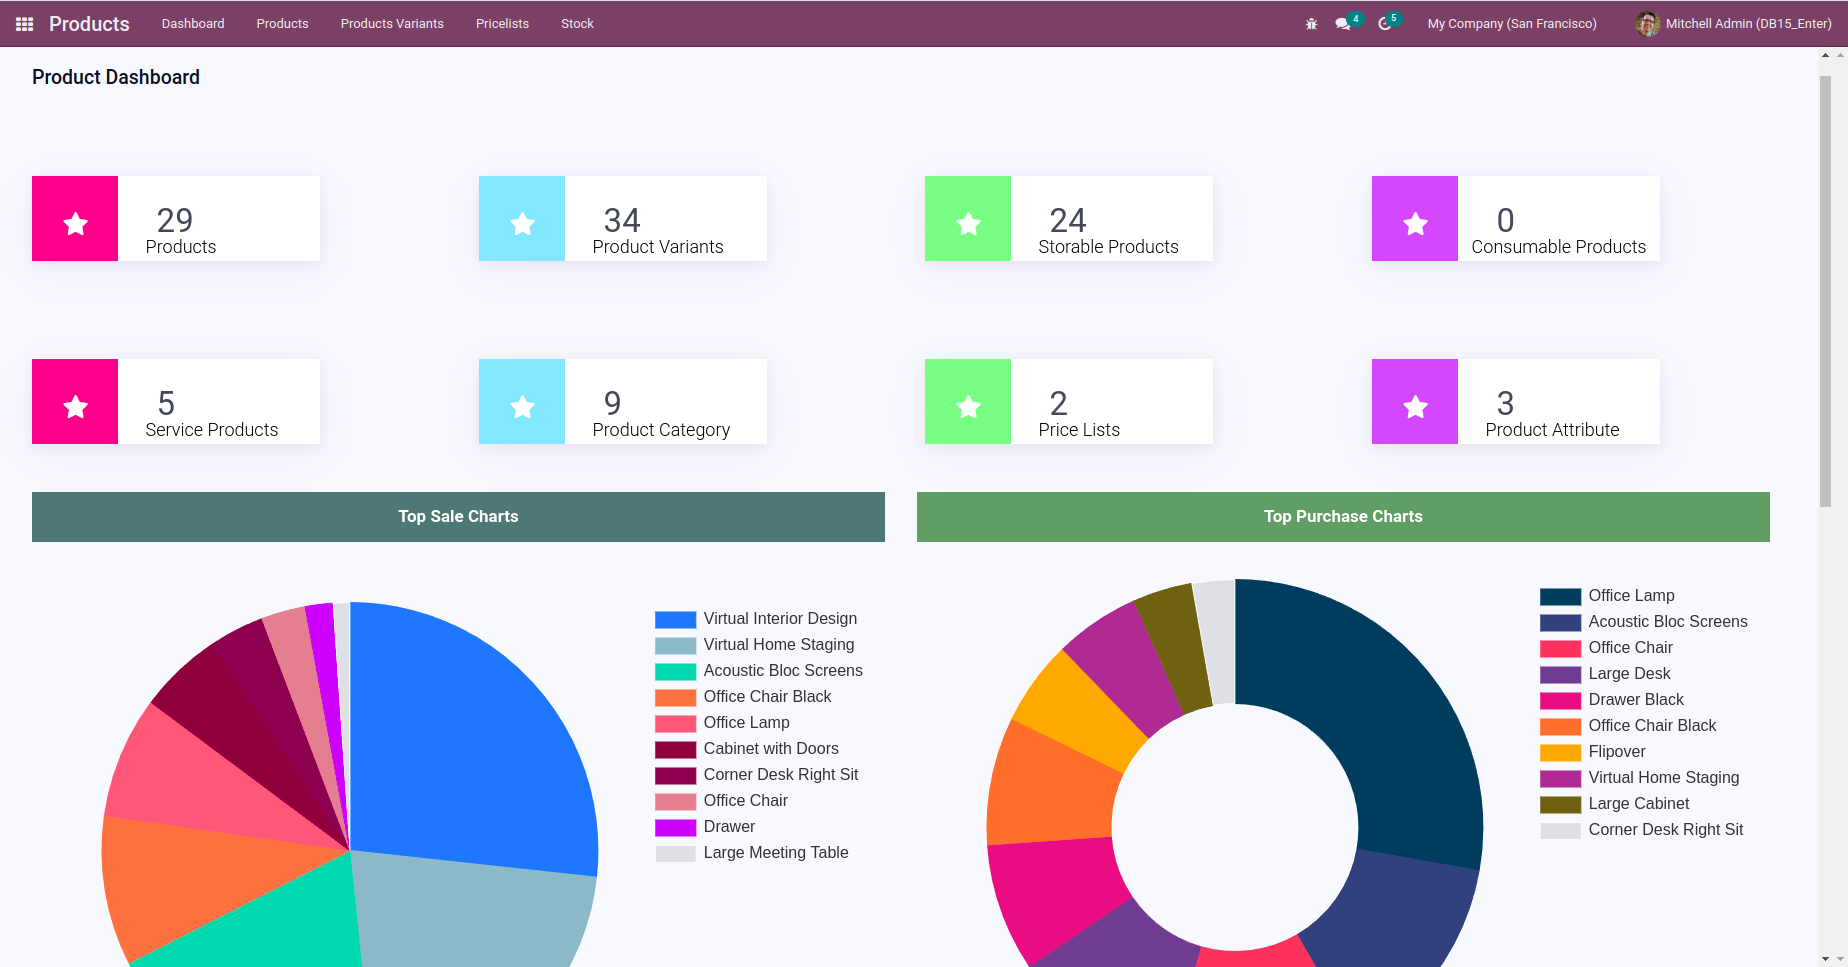 Products Dashboard Products Products Variants Pricelists Stock 4 5 My Company (San Francisco) Mitchell Admin (DB15_Enter)
Product Dashboard
29
Products
34
Product Variants
24
Storable Products
0
Consumable Products
5
Service Products
9
Product Category
2
Price Lists
3
Product Attribute
Top Sale Charts
Top Purchase Charts
Virtual Interior Design
Virtual Home Staging
Acoustic Bloc Screens
Office Chair Black
Office Lamp
Cabinet with Doors
Corner Desk Right Sit
Office Chair
Drawer
Large Meeting Table
Office Lamp
Acoustic Bloc Screens
Office Chair
Large Desk
Drawer Black
Office Chair Black
Flipover
Virtual Home Staging
Large Cabinet
Corner Desk Right Sit